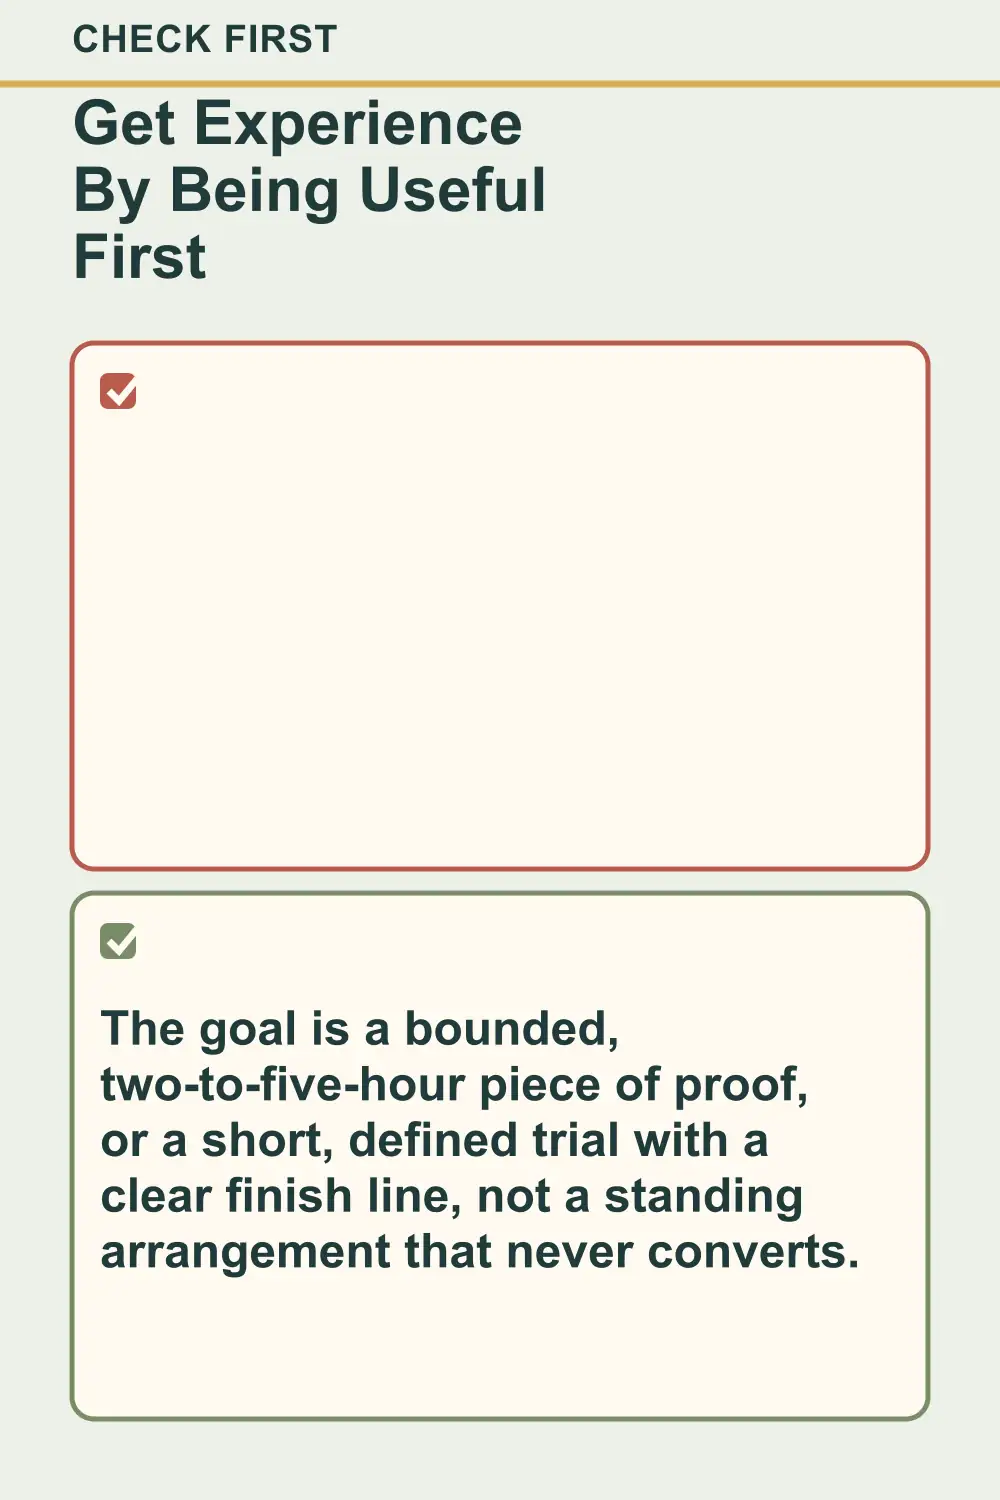 CHECK FIRST
Get Experience
By Being Useful
First
The goal is a bounded,
two-to-five-hour piece of proof,
or a short, defined trial with a
clear finish line, not a standing
arrangement that never converts.